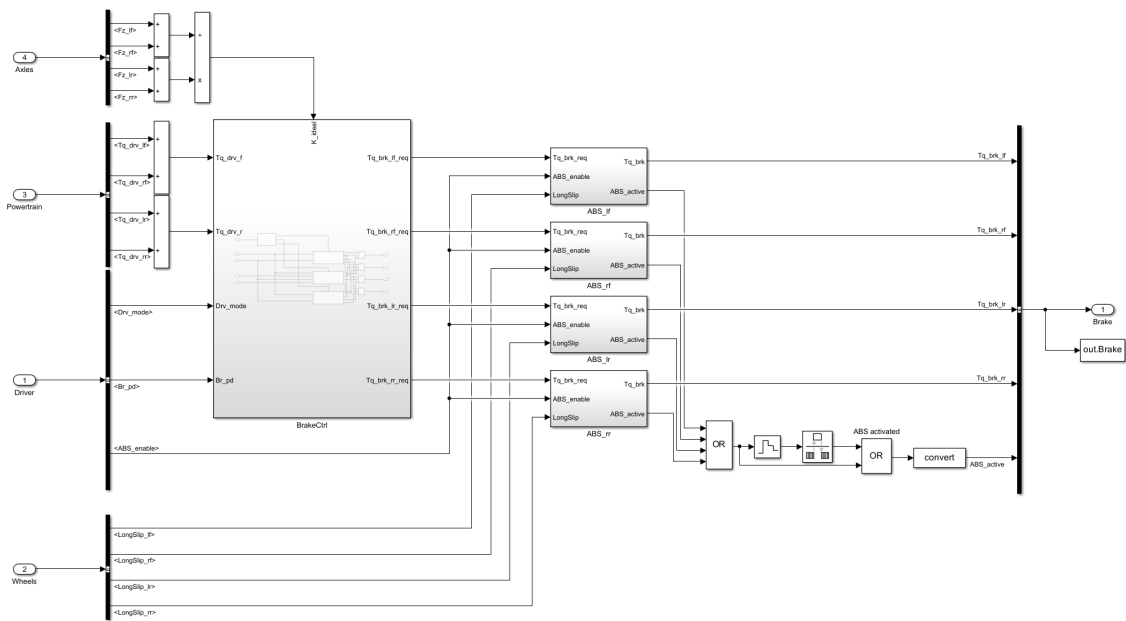 4
Axles
<Fz_lf>
<Fz_rf>
<Fz_lr>
<Fz_rr>
+
+
+
+
÷
x
3
Powertrain
<Tq_drv_lf>
<Tq_drv_rf>
<Tq_drv_lr>
<Tq_drv_rr>
+
+
+
+
1
Driver
<Drv_mode>
<Br_pd>
<ABS_enable>
2
Wheels
<LongSlip_lf>
<LongSlip_rf>
<LongSlip_lr>
<LongSlip_rr>
K_ideal
Tq_drv_f
Tq_drv_r
Drv_mode
Br_pd
Tq_brk_lf_req
Tq_brk_rf_req
Tq_brk_lr_req
Tq_brk_rr_req
BrakeCtrl
Tq_brk_req
ABS_enable
LongSlip
Tq_brk
ABS_active
ABS_lf
Tq_brk_req
ABS_enable
LongSlip
Tq_brk
ABS_active
ABS_rf
Tq_brk_req
ABS_enable
LongSlip
Tq_brk
ABS_active
ABS_lr
Tq_brk_req
ABS_enable
LongSlip
Tq_brk
ABS_active
ABS_rr
OR
ABS activated
OR
convert
ABS_active
Tq_brk_lf
Tq_brk_rf
Tq_brk_lr
Tq_brk_rr
1
Brake
out.Brake